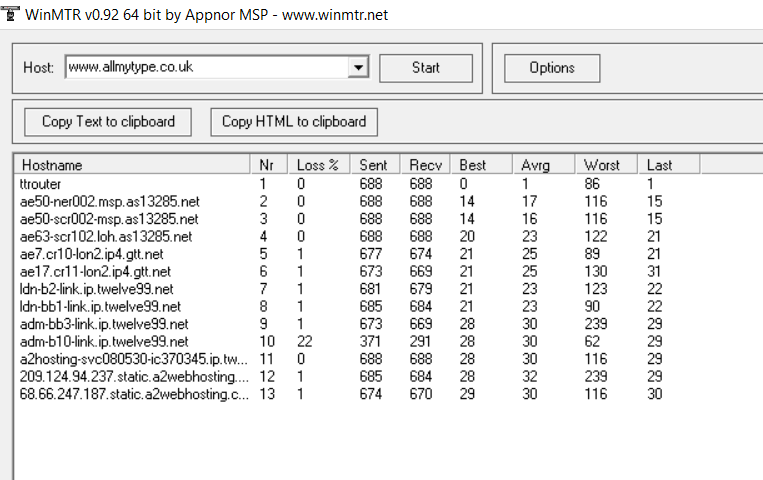 WinMTR v0.92 64 bit by Appnor MSP - www.winmtr.net
Host: www.allmytype.co.uk Start Options
Copy Text to clipboard Copy HTML to clipboard
Hostname Nr Loss % Sent Recv Best Avrg Worst Last
ttrouter 1 0 688 688 0 1 86 1
ae50-ner002.msp.as13285.net 2 0 688 688 14 17 116 15
ae50-scr002-msp.as13285.net 3 0 688 688 14 16 116 15
ae63-scr102.loh.as13285.net 4 0 688 688 20 23 122 21
ae7.cr10-lon2.ip4.gtt.net 5 1 677 674 21 25 89 21
ae17.cr11-lon2.ip4.gtt.net 6 1 673 669 21 25 130 31
ldn-b2-link.ip.twelve99.net 7 1 681 679 21 23 123 22
ldn-bb1-link.ip.twelve99.net 8 1 685 684 21 23 90 22
adm-bb3-link.ip.twelve99.net 9 1 673 669 28 30 239 29
adm-b10-link.ip.twelve99.net 10 22 371 291 28 30 62 29
a2hosting-svc080530-ic370345.ip.tw... 11 0 688 688 28 30 116 29
209.124.94.237.static.a2webhosting.... 12 1 685 684 28 32 239 29
68.66.247.187.static.a2webhosting.c... 13 1 674 670 29 30 116 30